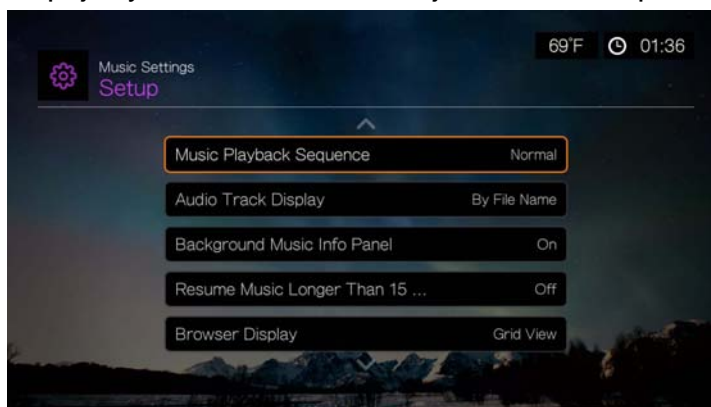 69°F 01:36
Music Settings
Setup
Music Playback Sequence Normal
Audio Track Display By File Name
Background Music Info Panel On
Resume Music Longer Than 15 ... Off
Browser Display Grid View